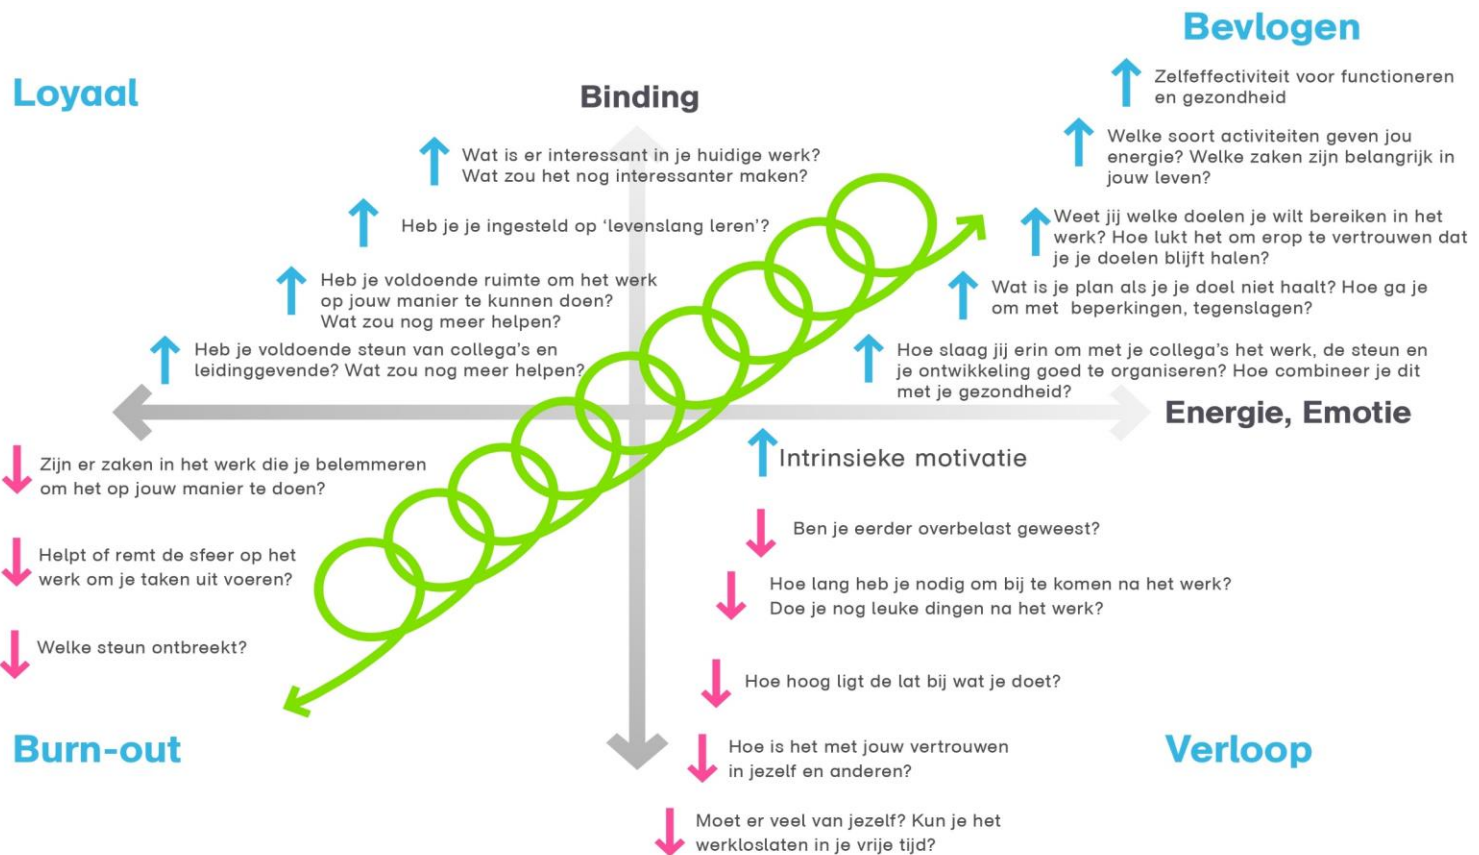 Bevlogen
Zelfeffectiviteit voor functioneren
en gezondheid
Loyaal
Binding
Welke soort activiteiten geven jou
energie? Welke zaken zijn belangrijk in
jouw leven?
Wat is er interessant in je huidige werk?
Wat zou het nog interessanter maken?
Heb je je ingesteld op ‘levenslang leren’?
Weet jij welke doelen je wilt bereiken in het
werk? Hoe lukt het om erop te vertrouwen dat
je je doelen blijft halen?
Heb je voldoende ruimte om het werk
op jouw manier te kunnen doen?
Wat zou nog meer helpen?
Wat is je plan als je je doel niet haalt? Hoe ga je
om met beperkingen, tegenslagen?
Heb je voldoende steun van collega's en
leidinggevende? Wat zou nog meer helpen?
Hoe slaag jij erin om met je collega's het werk, de steun en
je ontwikkeling goed te organiseren? Hoe combineer je dit
met je gezondheid?
Energie, Emotie
Zijn er zaken in het werk die je belemmeren
om het op jouw manier te doen?
Intrinsieke motivatie
Ben je eerder overbelast geweest?
Helpt of remt de sfeer op het
werk om je taken uit voeren?
Hoe lang heb je nodig om bij te komen na het werk?
Doe je nog leuke dingen na het werk?
Welke steun ontbreekt?
Hoe hoog ligt de lat bij wat je doet?
Burn-out
Verloop
Hoe is het met jouw vertrouwen
in jezelf en anderen?
Moet er veel van jezelf? Kun je het
werkloslaten in je vrije tijd?